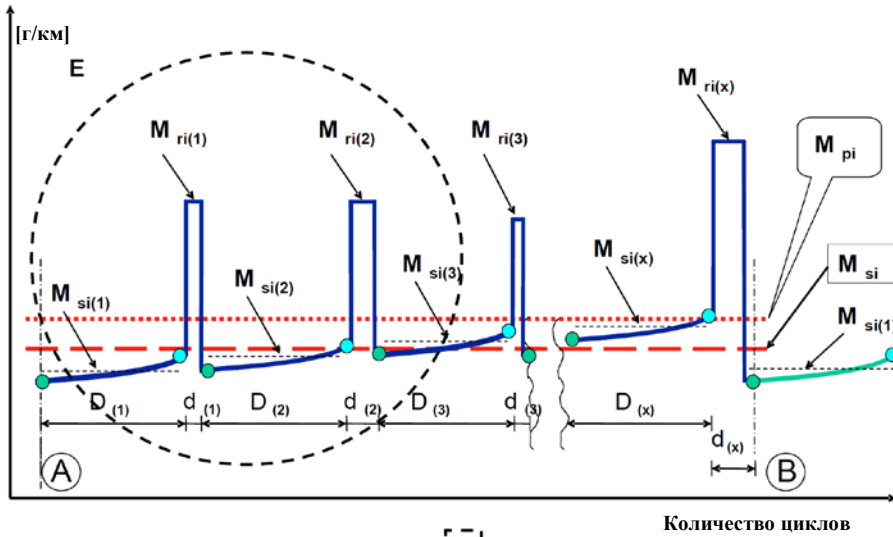 [г/км]
E
M ri(1)
M ri(2)
M ri(3)
M ri(x)
M pi
M si(1)
M si(2)
M si(3)
M si(x)
M si
M si(1)
D (1)
d (1)
D (2)
d (2)
D (3)
d (3)
D (x)
d (x)
A
B
Количество циклов